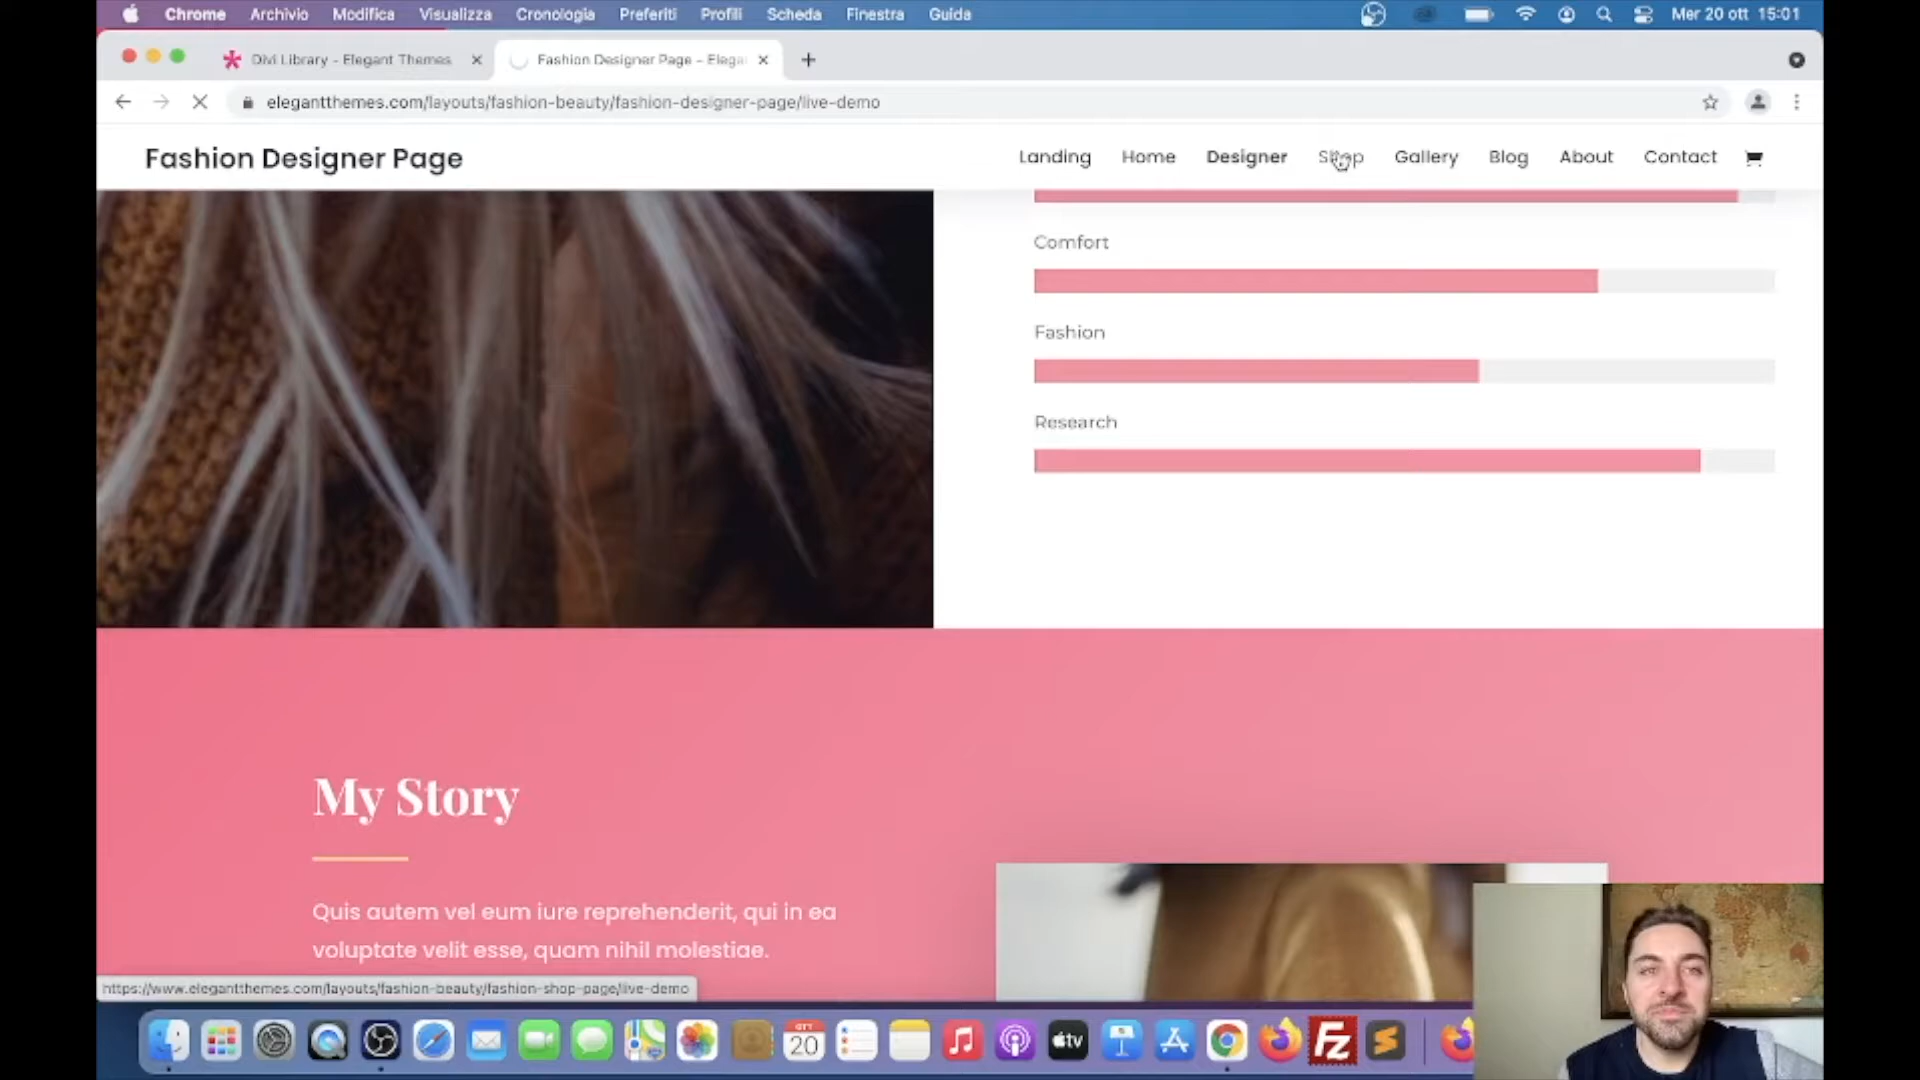 Chrome Archivio Modifica Visualizza Cronologia Preferiti Profili Scheda Finestra Guida Mer 20 ott 15:01
Divi Library - Elegant Themes Fashion Designer Page - Elega
elegantthemes.com/layouts/fashion-beauty/fashion-designer-page/live-demo
Fashion Designer Page Landing Home Designer Shop Gallery Blog About Contact
Comfort
Fashion
Research
My Story
Quis autem vel eum iure reprehenderit, qui in ea
voluptate velit esse, quam nihil molestiae.
https://www.elegantthemes.com/layouts/fashion-beauty/fashion-shop-page/live-demo
OTT
20
tv
Fz